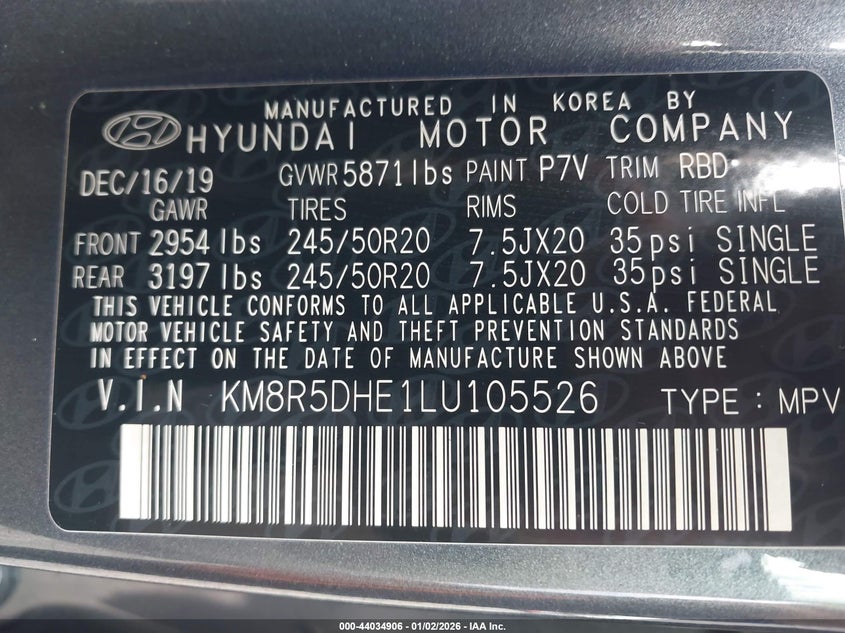 MANUFACTURED IN KOREA BY
HYUNDAI MOTOR COMPANY
DEC/16/19 GVWR 5871lbs PAINT P7V TRIM RBD
GAWR TIRES RIMS COLD TIRE INFL
FRONT 2954 lbs 245/50R20 7.5JX20 35psi SINGLE
REAR 3197 lbs 245/50R20 7.5JX20 35psi SINGLE
THIS VEHICLE CONFORMS TO ALL APPLICABLE U.S.A. FEDERAL
MOTOR VEHICLE SAFETY AND THEFT PREVENTION STANDARDS
IN EFFECT ON THE DATE OF MANUFACTURE SHOWN ABOVE
V.I.N KM8R5DHE1LU105526 TYPE : MPV
000-44034906 - 01/02/2026 - IAA Inc.